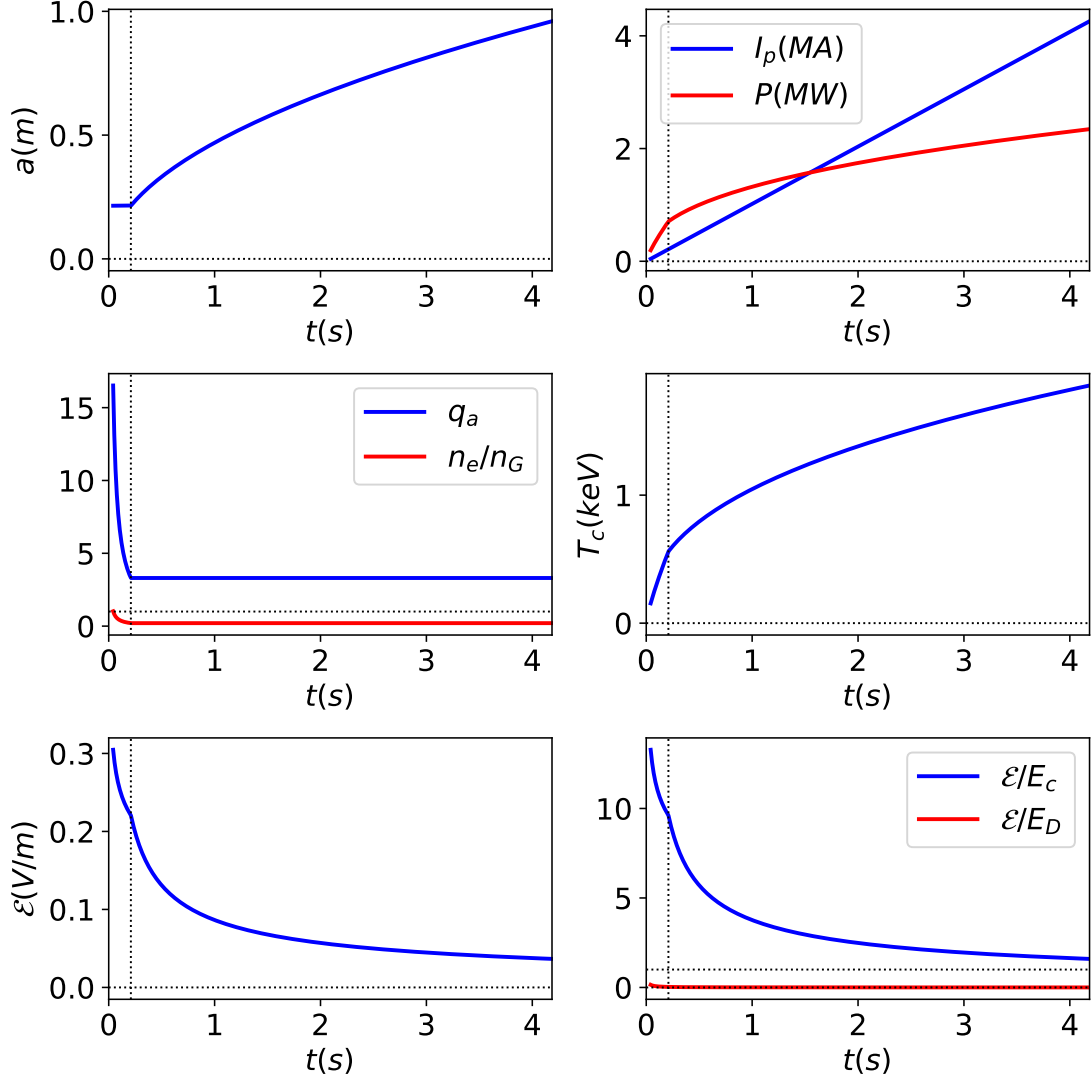 a(m)
1.0
0.5
0.0
0 1 2 3 4
t(s)
I_p(MA)
P(MW)
4
2
0
0 1 2 3 4
t(s)
q_a
n_e/n_G
15
10
5
0
0 1 2 3 4
t(s)
T_c(keV)
1
0
0 1 2 3 4
t(s)
ℰ(V/m)
0.3
0.2
0.1
0.0
0 1 2 3 4
t(s)
ℰ/E_c
ℰ/E_D
10
5
0
0 1 2 3 4
t(s)